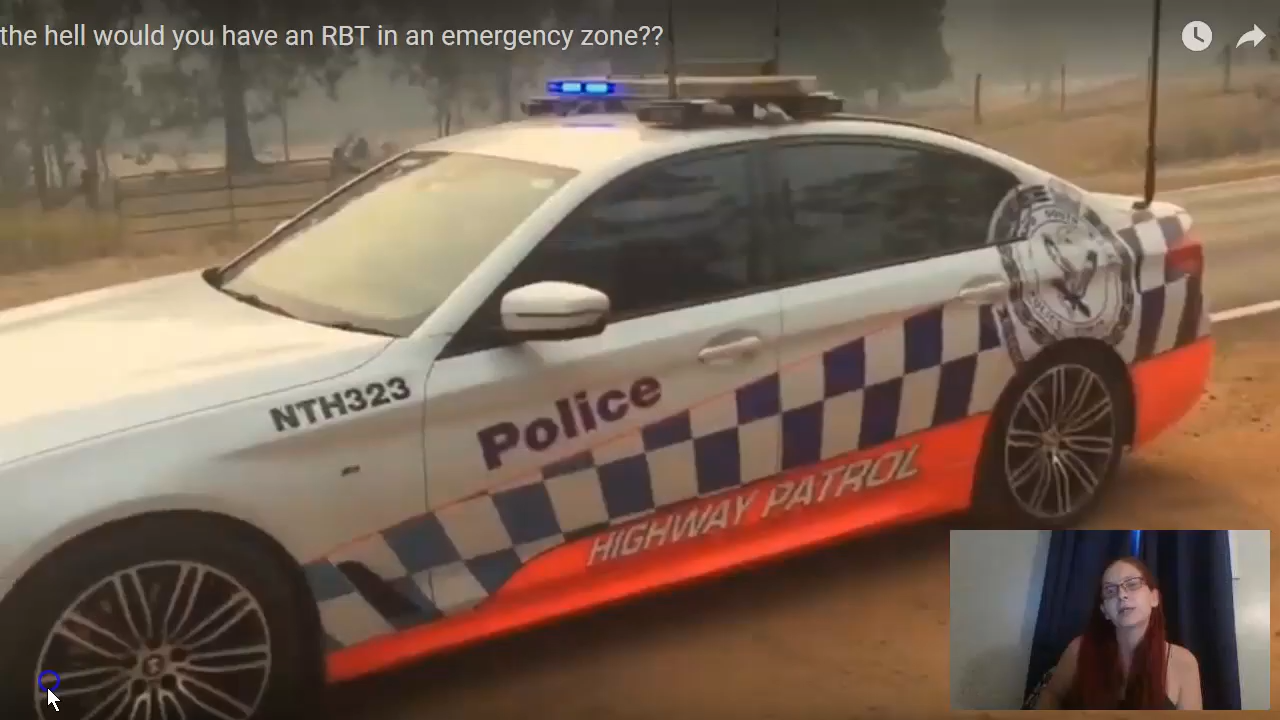 the hell would you have an RBT in an emergency zone??
NTH323
Police
HIGHWAY PATROL